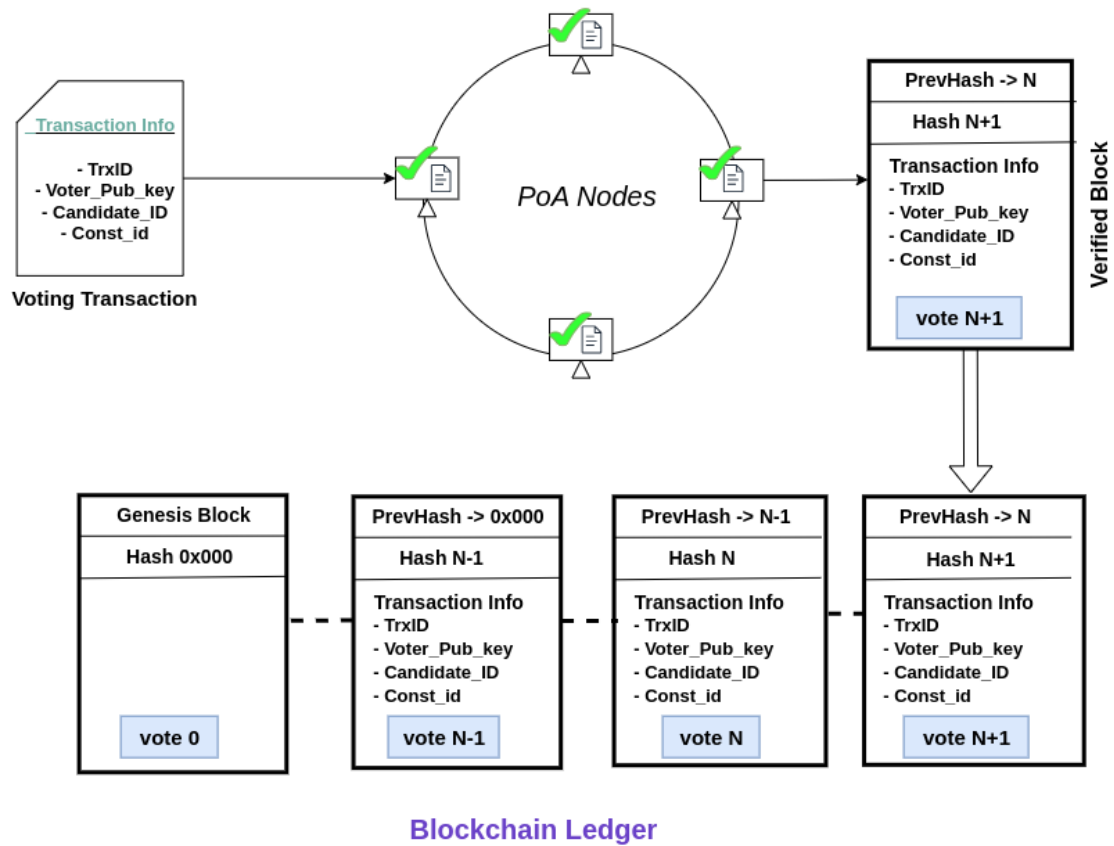 Transaction Info
- TrxID
- Voter_Pub_key
- Candidate_ID
- Const_id
Voting Transaction
PoA Nodes
PrevHash -> N
Hash N+1
Transaction Info
- TrxID
- Voter_Pub_key
- Candidate_ID
- Const_id
vote N+1
Verified Block
Genesis Block
Hash 0x000
vote 0
PrevHash -> 0x000
Hash N-1
Transaction Info
- TrxID
- Voter_Pub_key
- Candidate_ID
- Const_id
vote N-1
PrevHash -> N-1
Hash N
Transaction Info
- TrxID
- Voter_Pub_key
- Candidate_ID
- Const_id
vote N
PrevHash -> N
Hash N+1
Transaction Info
- TrxID
- Voter_Pub_key
- Candidate_ID
- Const_id
vote N+1
Blockchain Ledger